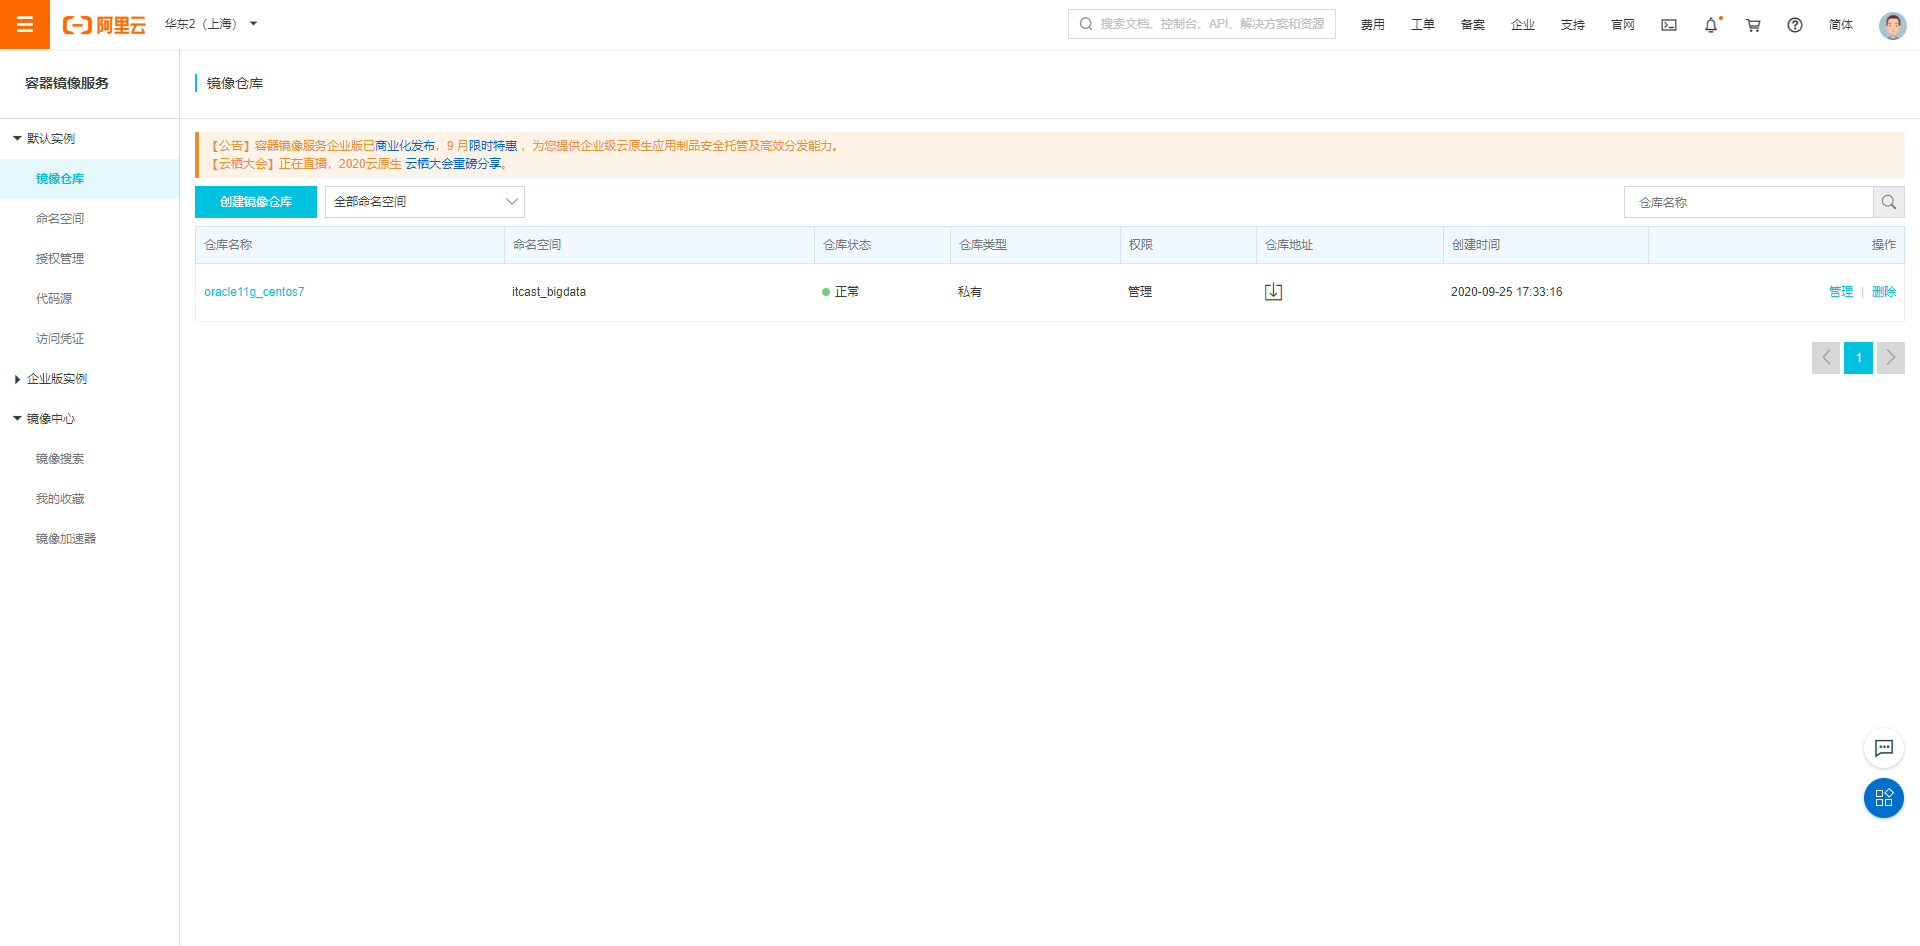 阿里云
华东2（上海）
搜索文档、控制台、API、解决方案和资源
费用
工单
备案
企业
支持
官网
简体
容器镜像服务
默认实例
镜像仓库
命名空间
授权管理
代码源
访问凭证
企业版实例
镜像中心
镜像搜索
我的收藏
镜像加速器
镜像仓库
【公告】容器镜像服务企业版已商业化发布，9 月限时特惠 ，为您提供企业级云原生应用制品安全托管及高效分发能力。
【云栖大会】正在直播，2020云原生 云栖大会重磅分享。
创建镜像仓库
全部命名空间
仓库名称
仓库名称 命名空间 仓库状态 仓库类型 权限 仓库地址 创建时间 操作
oracle11g_centos7 itcast_bigdata 正常 私有 管理 2020-09-25 17:33:16 管理 | 删除
1